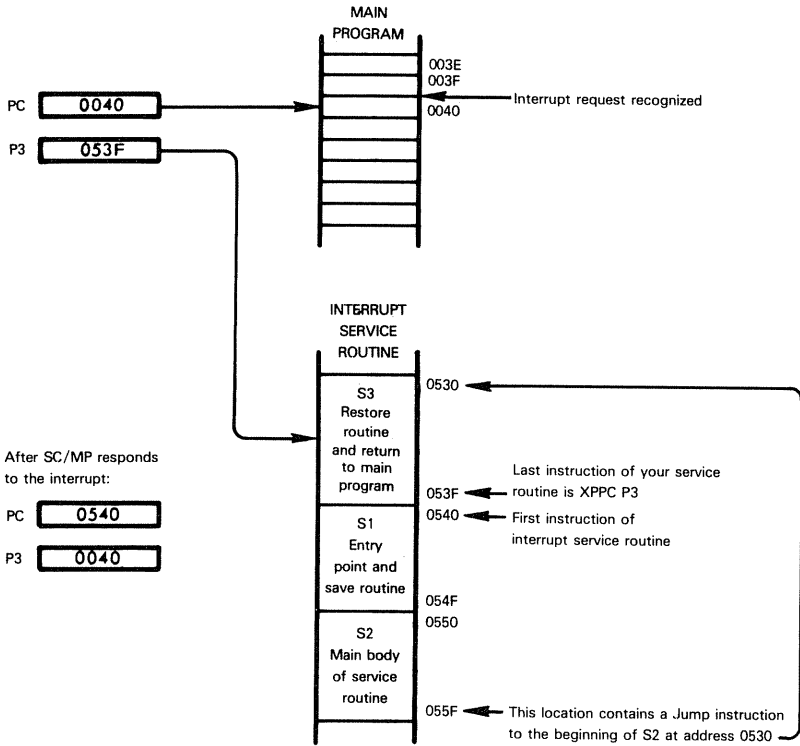 MAIN
PROGRAM
003E
003F
0040
Interrupt request recognized
PC 0040
P3 053F
INTERRUPT
SERVICE
ROUTINE
0530
S3
Restore
routine
and return
to main
program
After SC/MP responds
to the interrupt:
PC 0540
P3 0040
053F
Last instruction of your service
routine is XPPC P3
0540
First instruction of
interrupt service routine
S1
Entry
point and
save routine
054F
0550
S2
Main body
of service
routine
055F
This location contains a Jump instruction
to the beginning of S2 at address 0530